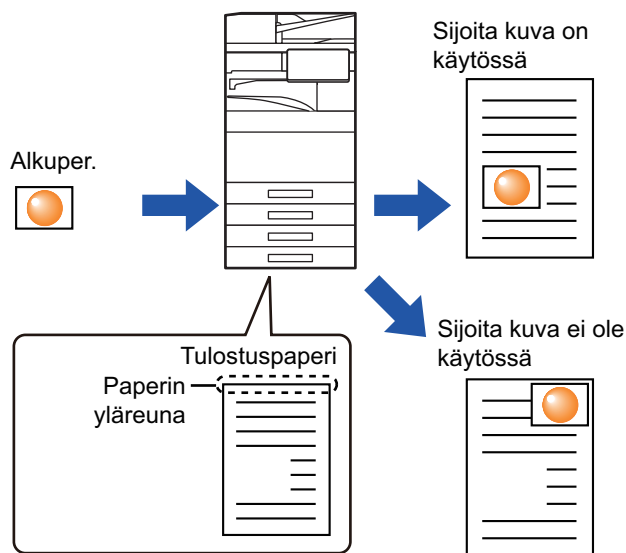 Sijoita kuva on
käytössä
Alkuper.
Sijoita kuva ei ole
käytössä
Tulostuspaperi
Paperin
yläreuna